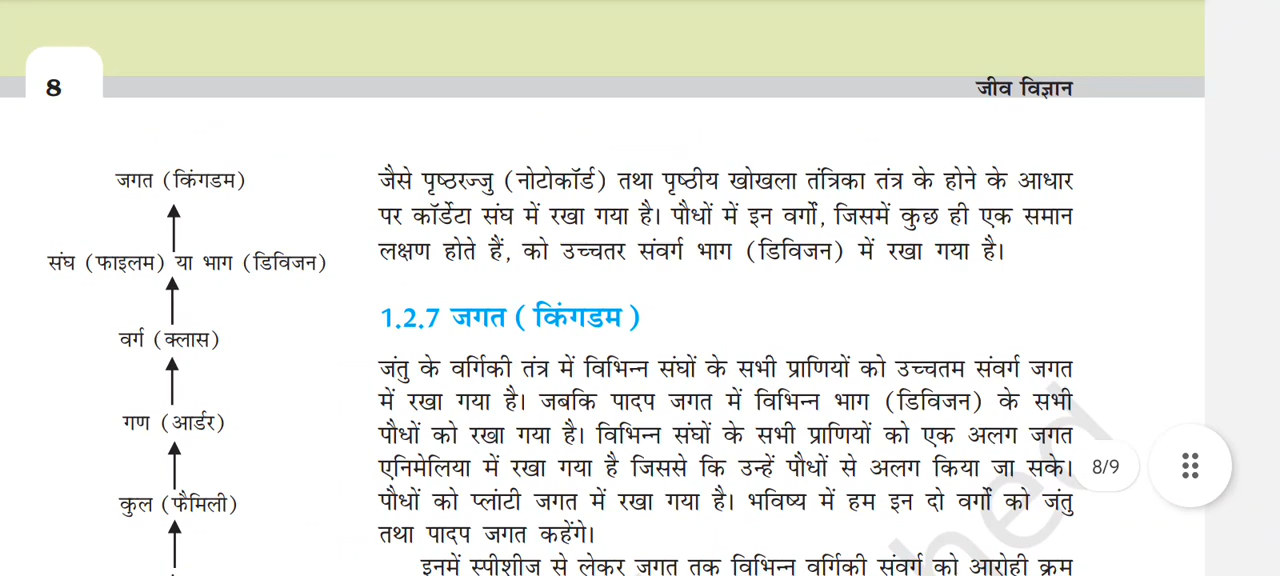 8
जीव विज्ञान
जगत (किंगडम)
संघ (फाइलम) या भाग (डिविजन)
वर्ग (क्लास)
गण (आर्डर)
कुल (फैमिली)
जैसे पृष्ठरज्जु (नोटोकॉर्ड) तथा पृष्ठीय खोखला तंत्रिका तंत्र के होने के आधार
पर कॉर्डेटा संघ में रखा गया है। पौधों में इन वर्गों, जिसमें कुछ ही एक समान
लक्षण होते हैं, को उच्चतर संवर्ग भाग (डिविजन) में रखा गया है।
1.2.7 जगत ( किंगडम )
जंतु के वर्गिकी तंत्र में विभिन्न संघों के सभी प्राणियों को उच्चतम संवर्ग जगत
में रखा गया है। जबकि पादप जगत में विभिन्न भाग (डिविजन) के सभी
पौधों को रखा गया है। विभिन्न संघों के सभी प्राणियों को एक अलग जगत
एनिमेलिया में रखा गया है जिससे कि उन्हें पौधों से अलग किया जा सके।
पौधों को प्लांटी जगत में रखा गया है। भविष्य में हम इन दो वर्गों को जंतु
तथा पादप जगत कहेंगे।
इनमें स्पीशीज से लेकर जगत तक विभिन्न वर्गिकी संवर्ग को आरोही क्रम
8/9
hed